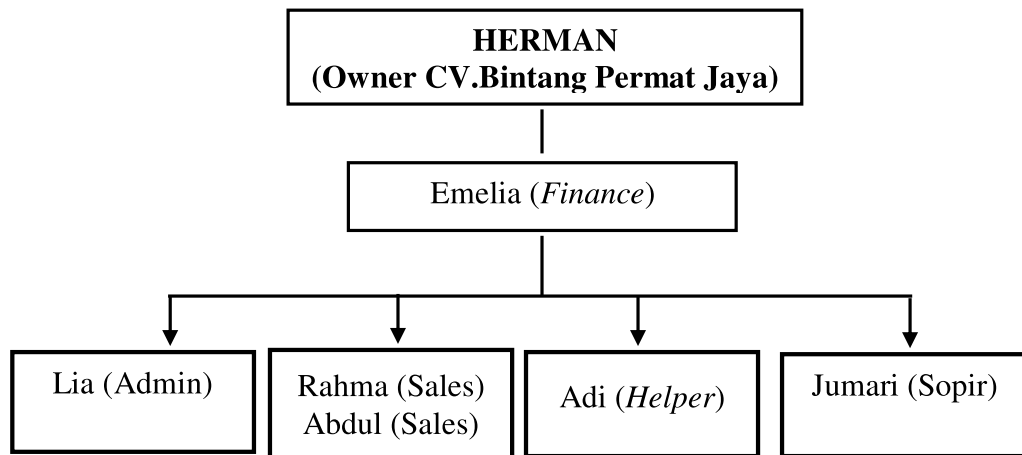 HERMAN
(Owner CV.Bintang Permat Jaya)
Emelia (Finance)
Lia (Admin)
Rahma (Sales)
Abdul (Sales)
Adi (Helper)
Jumari (Sopir)